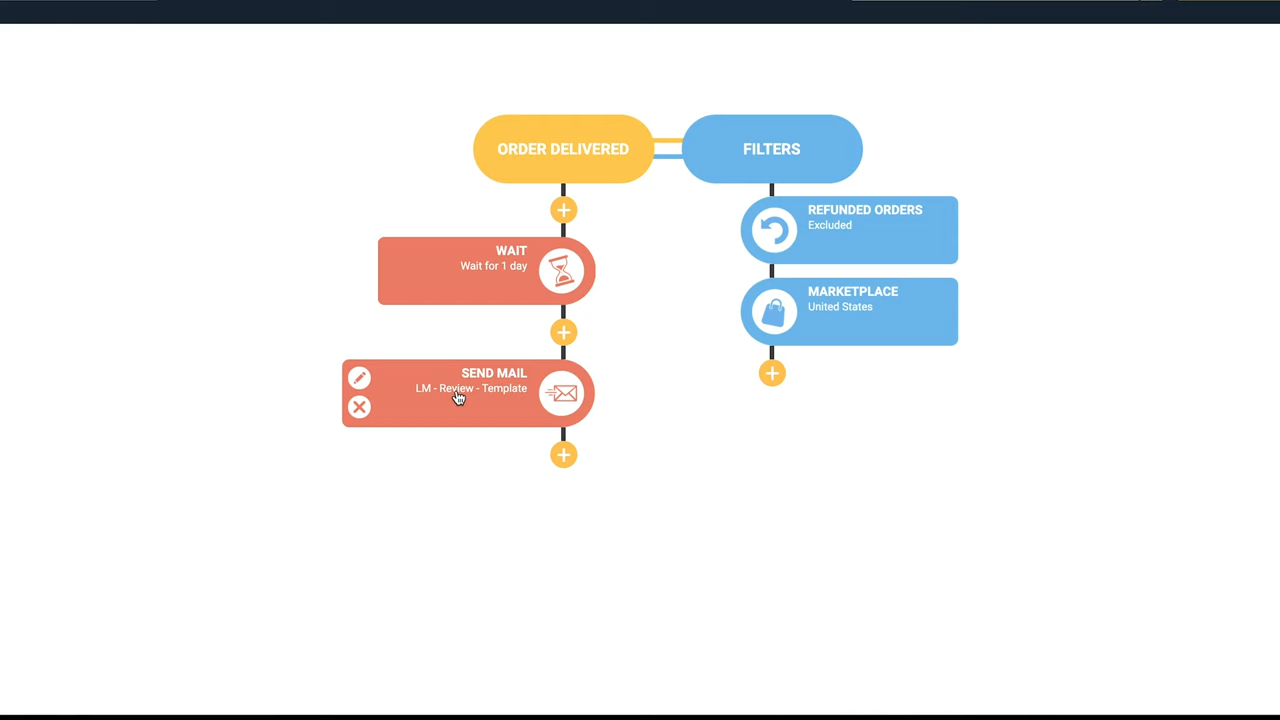 ORDER DELIVERED
FILTERS
WAIT
Wait for 1 day
SEND MAIL
LM - Review - Template
REFUNDED ORDERS
Excluded
MARKETPLACE
United States